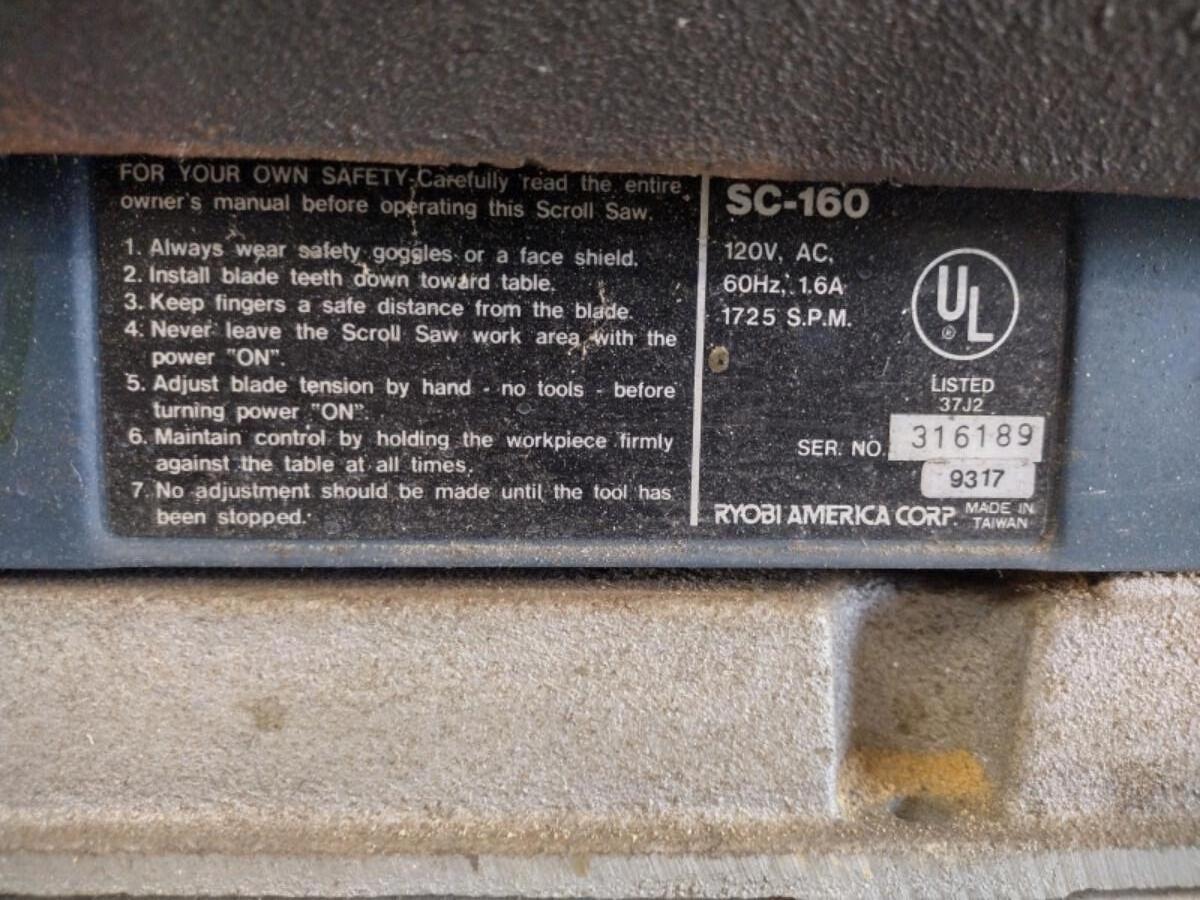 FOR YOUR OWN SAFETY: Carefully read the entire
owner's manual before operating this Scroll Saw.
1. Always wear safety goggles or a face shield.
2. Install blade teeth down toward table.
3. Keep fingers a safe distance from the blade.
4. Never leave the Scroll Saw work area with the
power "ON".
5. Adjust blade tension by hand - no tools - before
turning power "ON".
6. Maintain control by holding the workpiece firmly
against the table at all times.
7. No adjustment should be made until the tool has
been stopped.
SC-160
120V, AC,
60Hz, 1.6A
1725 S.P.M.
UL
®
LISTED
37J2
SER. NO. 316189
9317
RYOBI AMERICA CORP. MADE IN
TAIWAN